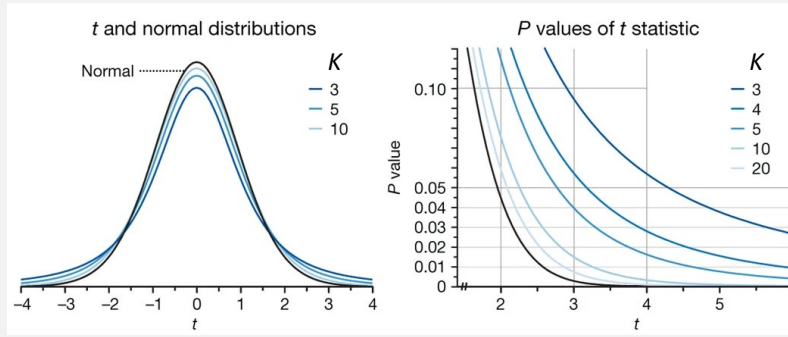 t and normal distributions
Normal
K
3
5
10
−4 −3 −2 −1 0 1 2 3 4
t
P values of t statistic
K
3
4
5
10
20
P value
0.10
0.05
0.04
0.03
0.02
0.01
0
2 3 4 5
t